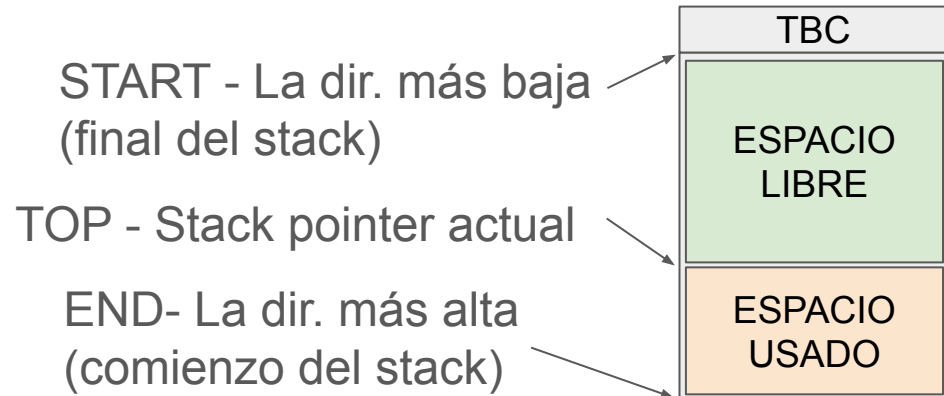 TBC
START - La dir. más baja
(final del stack)
ESPACIO
LIBRE
TOP - Stack pointer actual
END- La dir. más alta
(comienzo del stack)
ESPACIO
USADO